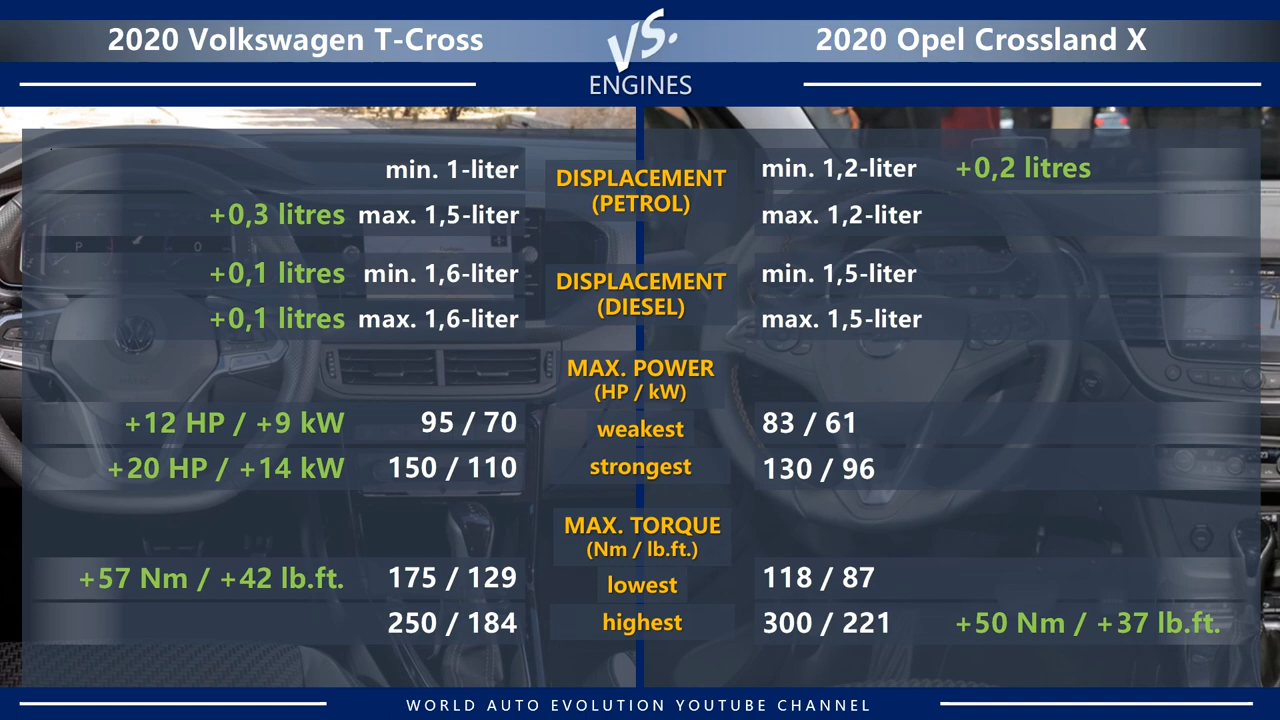 2020 Volkswagen T-Cross VS. 2020 Opel Crossland X
ENGINES
min. 1-liter DISPLACEMENT (PETROL) min. 1,2-liter +0,2 litres
+0,3 litres max. 1,5-liter max. 1,2-liter
+0,1 litres min. 1,6-liter DISPLACEMENT (DIESEL) min. 1,5-liter
+0,1 litres max. 1,6-liter max. 1,5-liter
MAX. POWER
(HP / kW)
+12 HP / +9 kW 95 / 70 weakest 83 / 61
+20 HP / +14 kW 150 / 110 strongest 130 / 96
MAX. TORQUE
(Nm / lb.ft.)
+57 Nm / +42 lb.ft. 175 / 129 lowest 118 / 87
250 / 184 highest 300 / 221 +50 Nm / +37 lb.ft.
WORLD AUTO EVOLUTION YOUTUBE CHANNEL